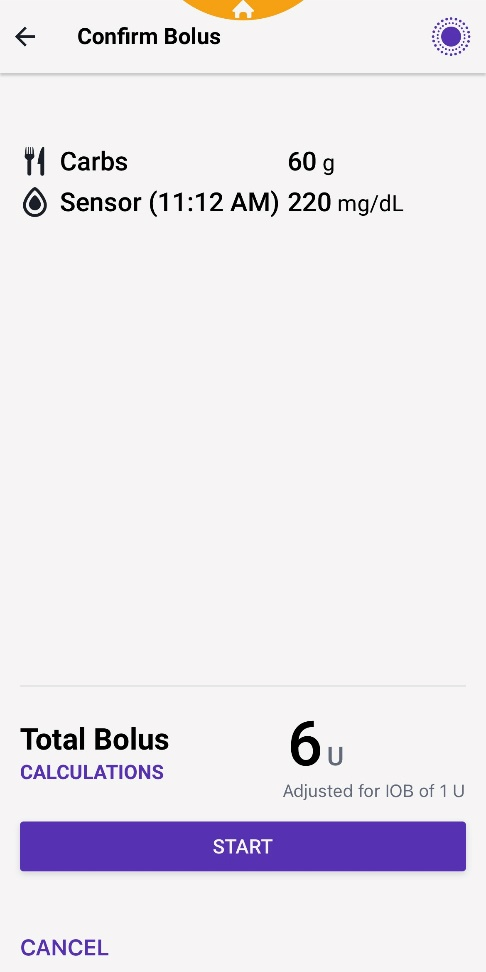 Confirm Bolus
Carbs 60 g
Sensor (11:12 AM) 220 mg/dL
Total Bolus 6 U
CALCULATIONS
Adjusted for IOB of 1 U
START
CANCEL